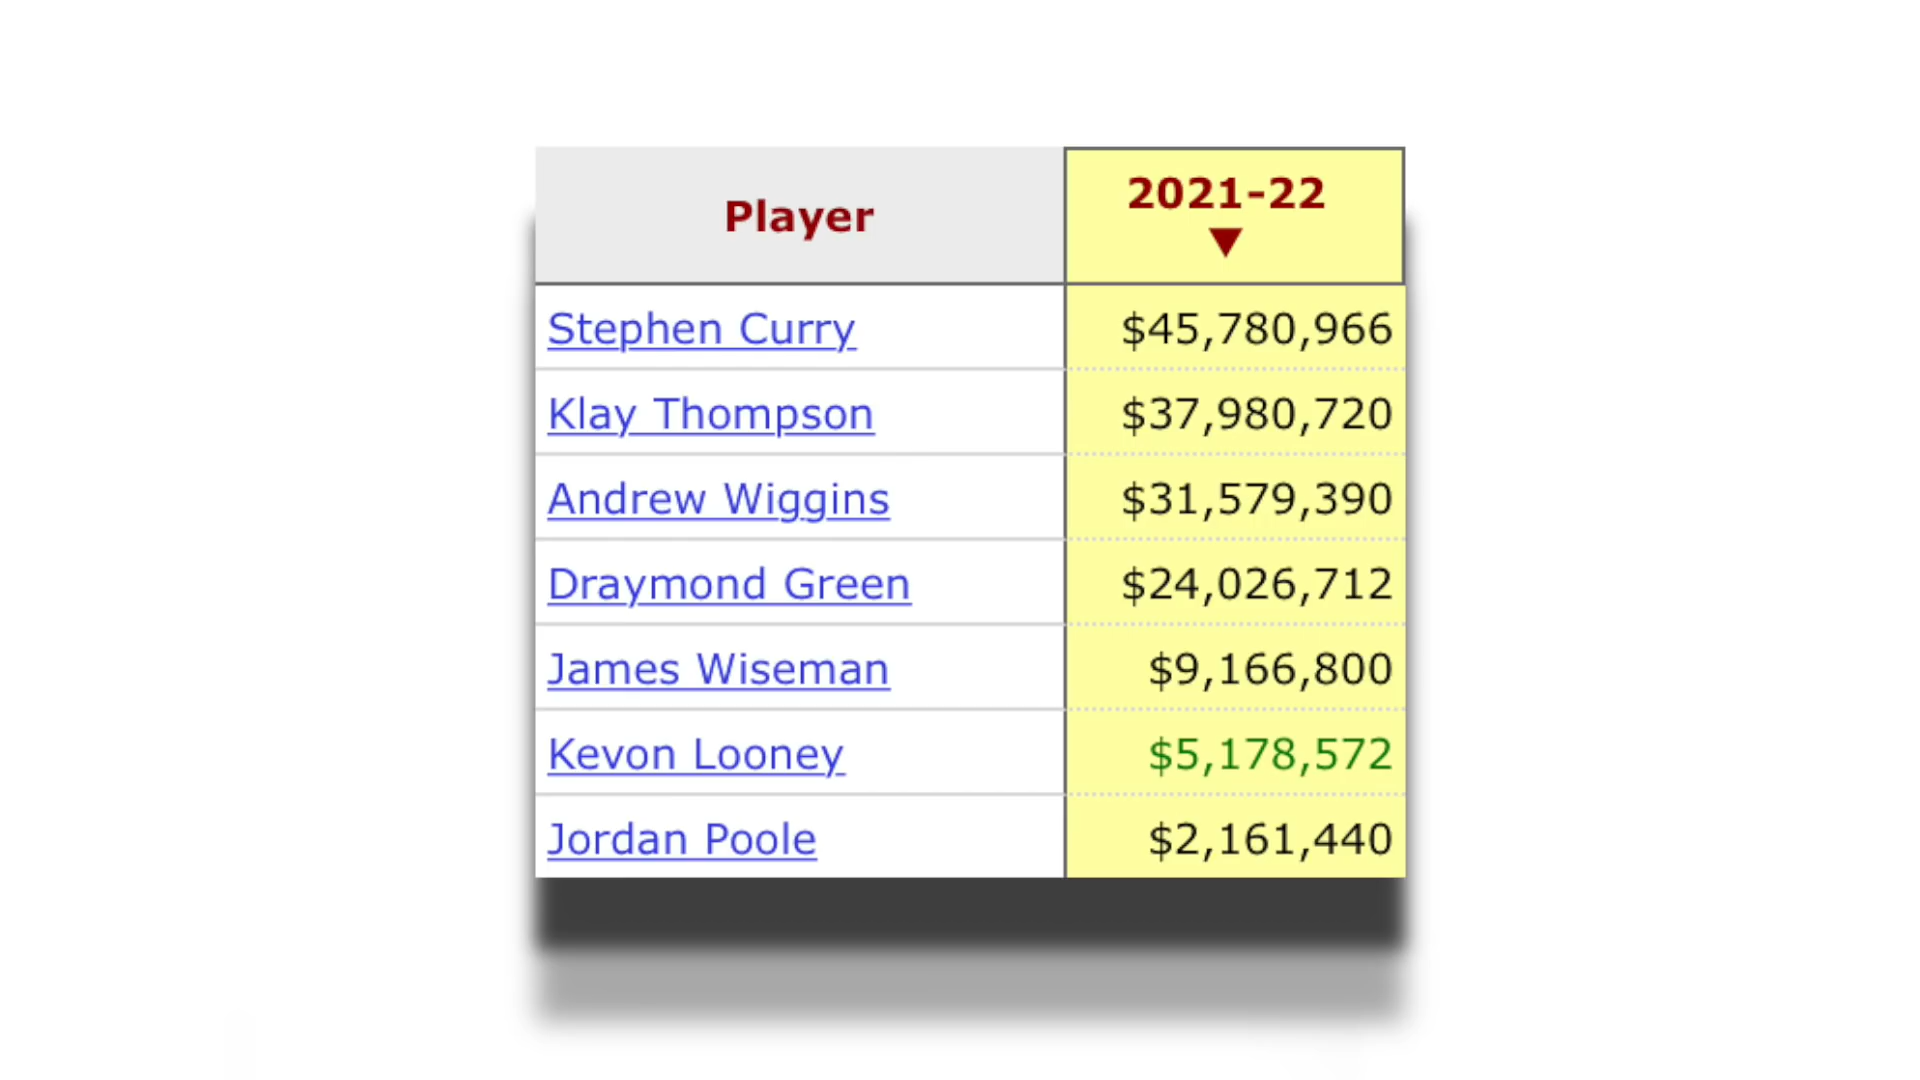 Player 2021-22
Stephen Curry $45,780,966
Klay Thompson $37,980,720
Andrew Wiggins $31,579,390
Draymond Green $24,026,712
James Wiseman $9,166,800
Kevon Looney $5,178,572
Jordan Poole $2,161,440